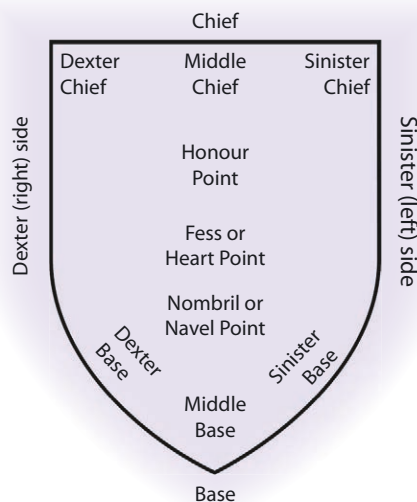 Chief
Dexter
Chief
Middle
Chief
Sinister
Chief
Dexter (right) side
Sinister (left) side
Honour
Point
Fess or
Heart Point
Nombril or
Navel Point
Dexter
Base
Sinister
Base
Middle
Base
Base